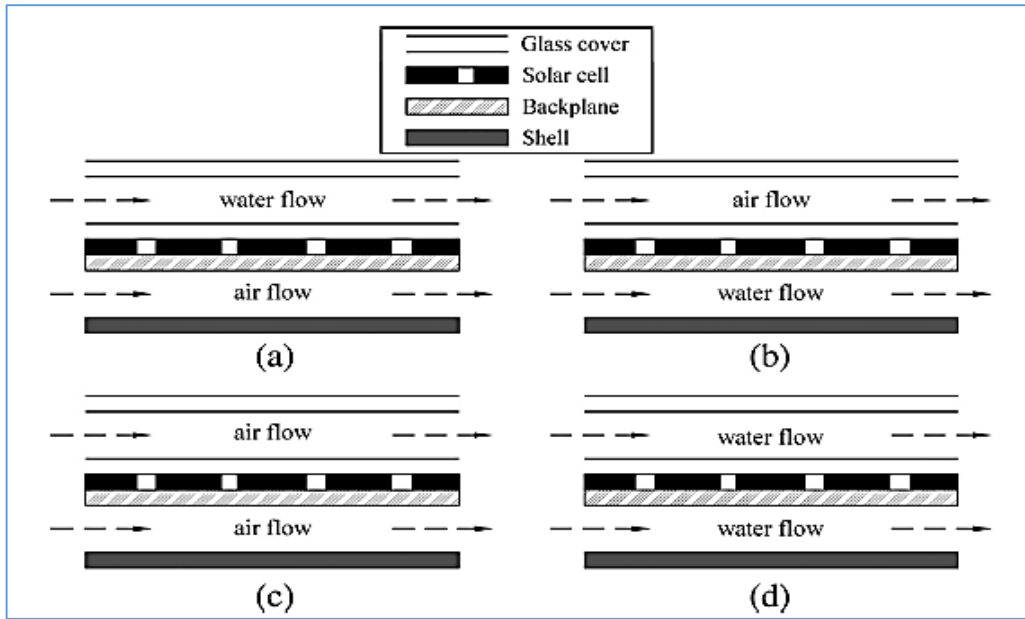 Glass cover
Solar cell
Backplane
Shell
water flow
air flow
(a)
air flow
water flow
(b)
air flow
air flow
(c)
water flow
water flow
(d)